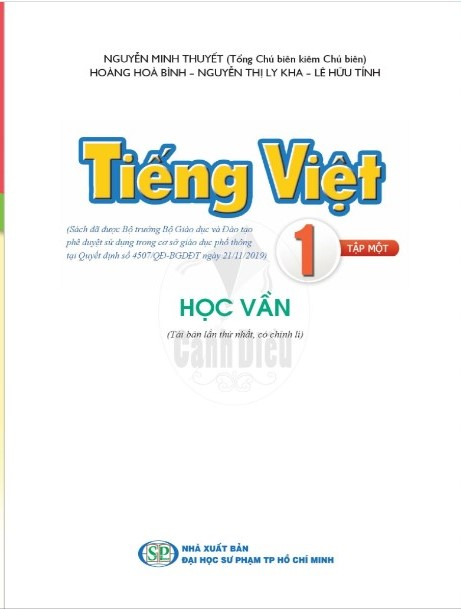 NGUYỄN MINH THUYẾT (Tổng Chủ biên kiêm Chủ biên)
HOÀNG HOÀ BÌNH – NGUYỄN THỊ LY KHA – LÊ HỮU TỈNH
Tiếng Việt
1
TẬP MỘT
(Sách đã được Bộ trưởng Bộ Giáo dục và Đào tạo
phê duyệt sử dụng trong cơ sở giáo dục phổ thông
tại Quyết định số 4507/QĐ-BGDĐT ngày 21/11/2019)
HỌC VẦN
(Tái bản lần thứ nhất, có chỉnh lí)
Cánh Diều
SP
NHÀ XUẤT BẢN
ĐẠI HỌC SƯ PHẠM TP HỒ CHÍ MINH